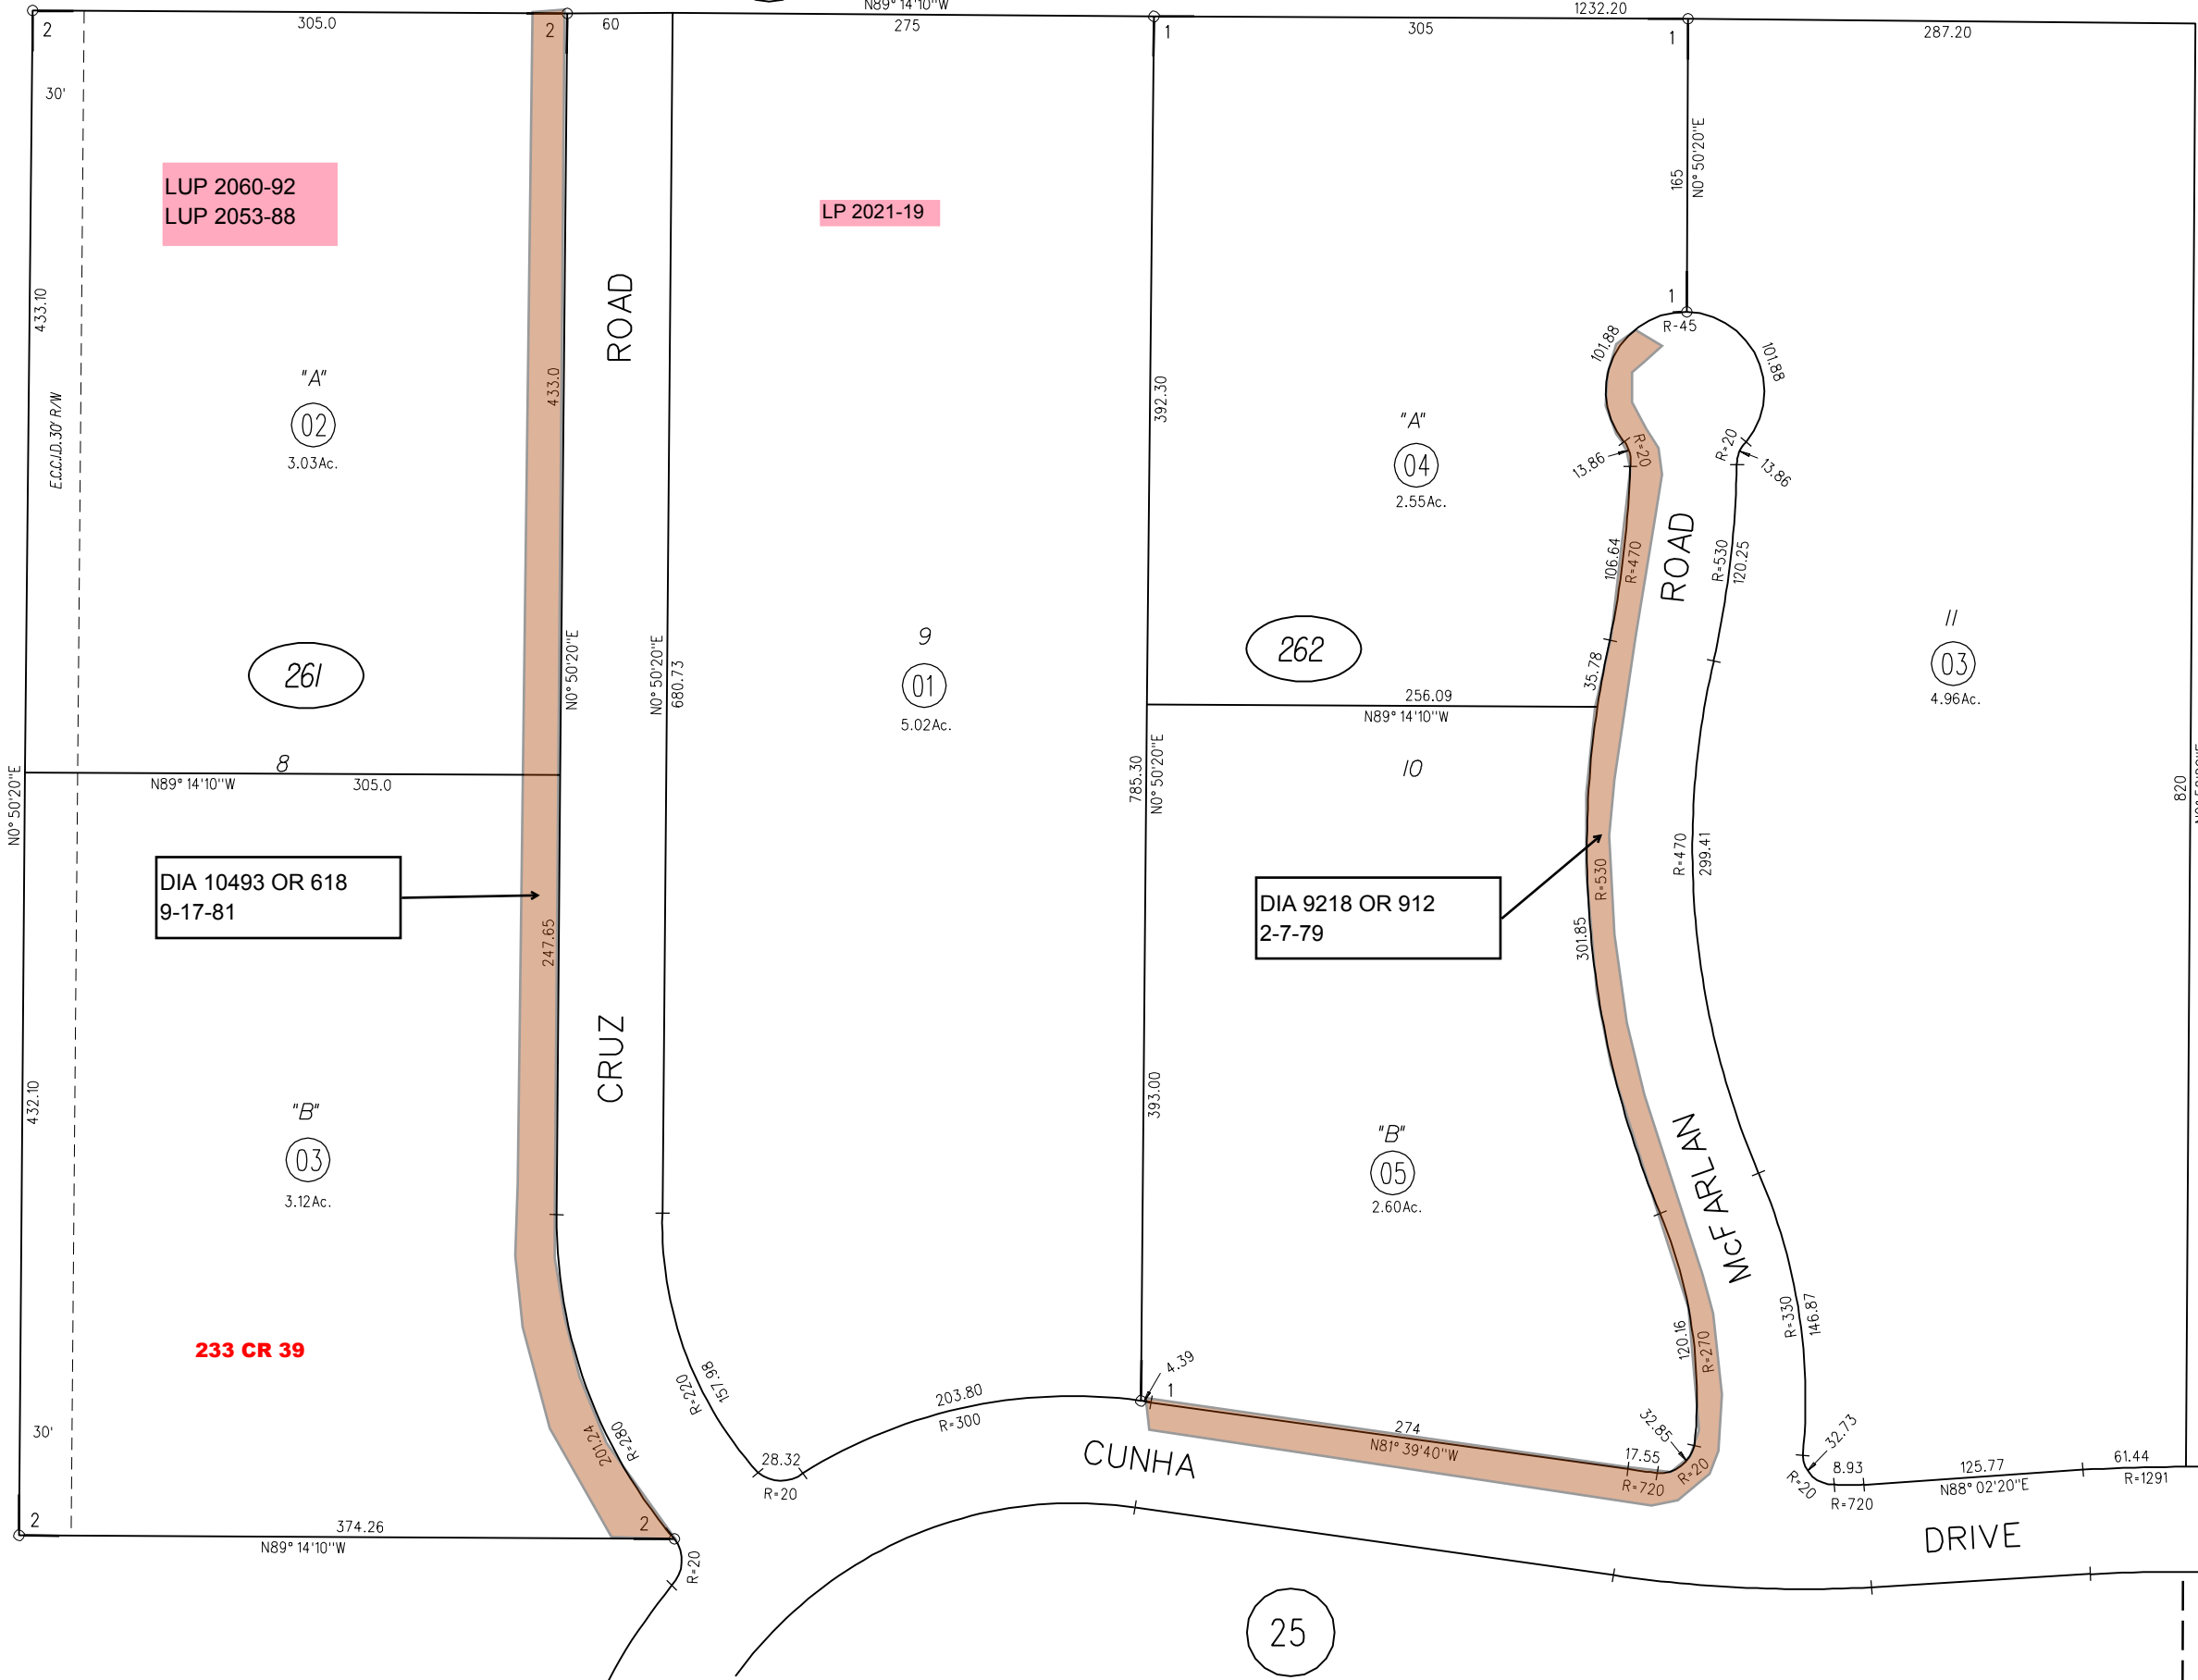 N89° 14'10"W
1232.20
2
305.0
2
60
275
1
305
1
287.20
30'
LUP 2060-92
LUP 2053-88
LP 2021-19
N0° 50'20"E
165
433.10
ROAD
1
R-45
101.88
101.88
433.0
392.30
"A"
02
3.03Ac.
E.C.C.I.D. 30' R/W
"A"
04
2.55Ac.
13.86
R=20
R=20
13.86
106.64
R=470
ROAD
R=530
120.25
N0° 50'20"E
N0° 50'20"E
680.73
9
01
5.02Ac.
261
262
11
03
4.96Ac.
35.78
256.09
N89° 14'10"W
8
N89° 14'10"W
305.0
N0° 50'20"E
785.30
N0° 50'20"E
10
820
R=470
299.41
DIA 10493 OR 618
9-17-81
DIA 9218 OR 912
2-7-79
R=530
301.85
247.65
CRUZ
432.10
393.00
"B"
03
3.12Ac.
"B"
05
2.60Ac.
McFARLAN
233 CR 39
R=330
146.87
120.16
R=270
4.39
1
R=220
157.98
203.80
R=300
30'
201.24
R=280
28.32
R=20
CUNHA
274
N81° 39'40"W
32.85
17.55
R=720
R=20
32.73
8.93
R=20
R=720
125.77
N88° 02'20"E
61.44
R=1291
2
374.26
2
N89° 14'10"W
R=20
DRIVE
25